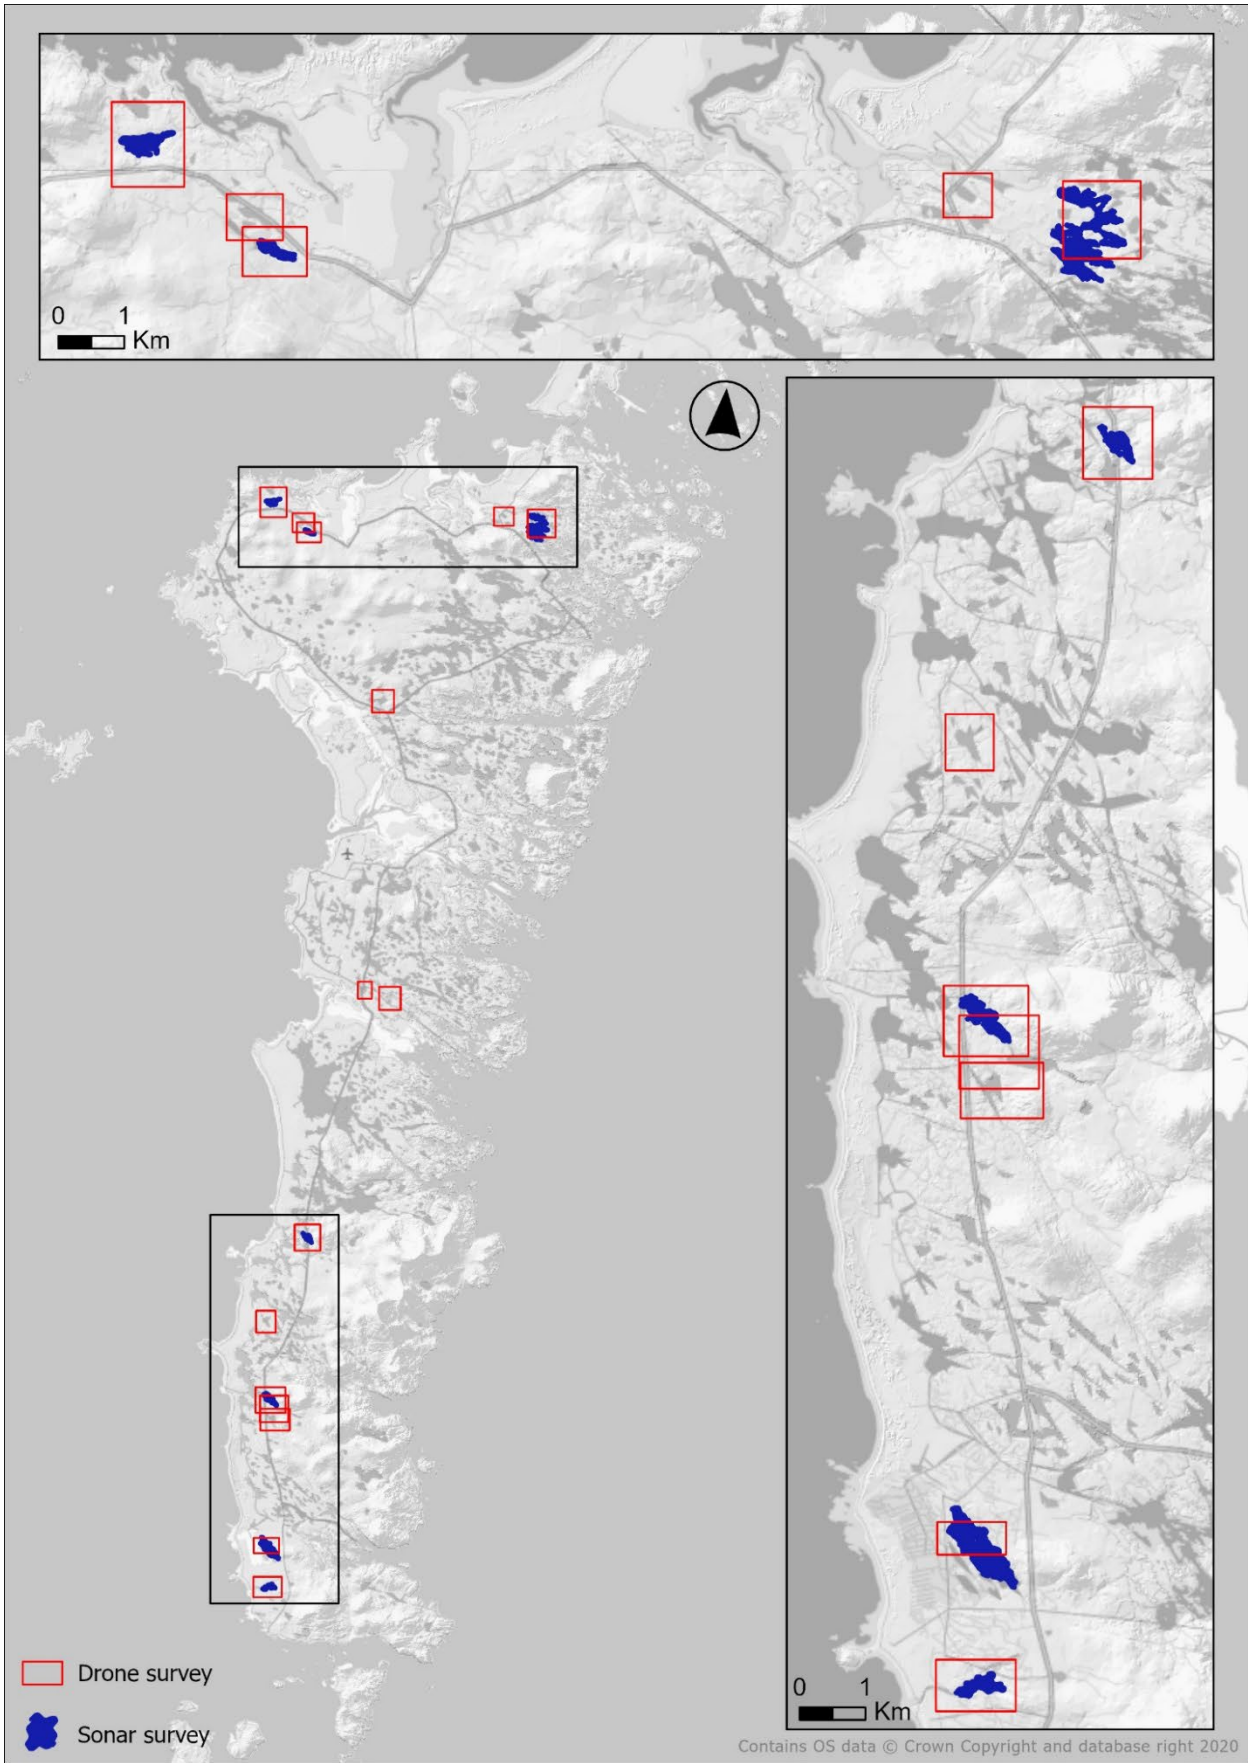 0 1
Km
0 1
Km
Drone survey
Sonar survey
Contains OS data © Crown Copyright and database right 2020